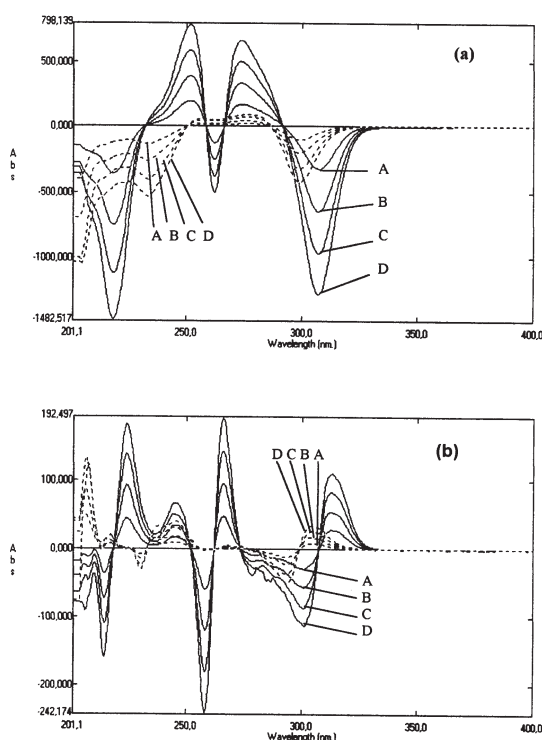 798,139
(a)
500,000
0,000
A
b
s
-500,000
-1000,000
-1482,517
A
B
C
D
A B C D
201,1
250,0
300,0
350,0
400,0
Wavelength (nm.)
192,497
(b)
D C B A
100,000
0,000
A
b
s
-100,000
-200,000
-242,174
A
B
C
D
201,1
250,0
300,0
350,0
400,0
Wavelength (nm.)